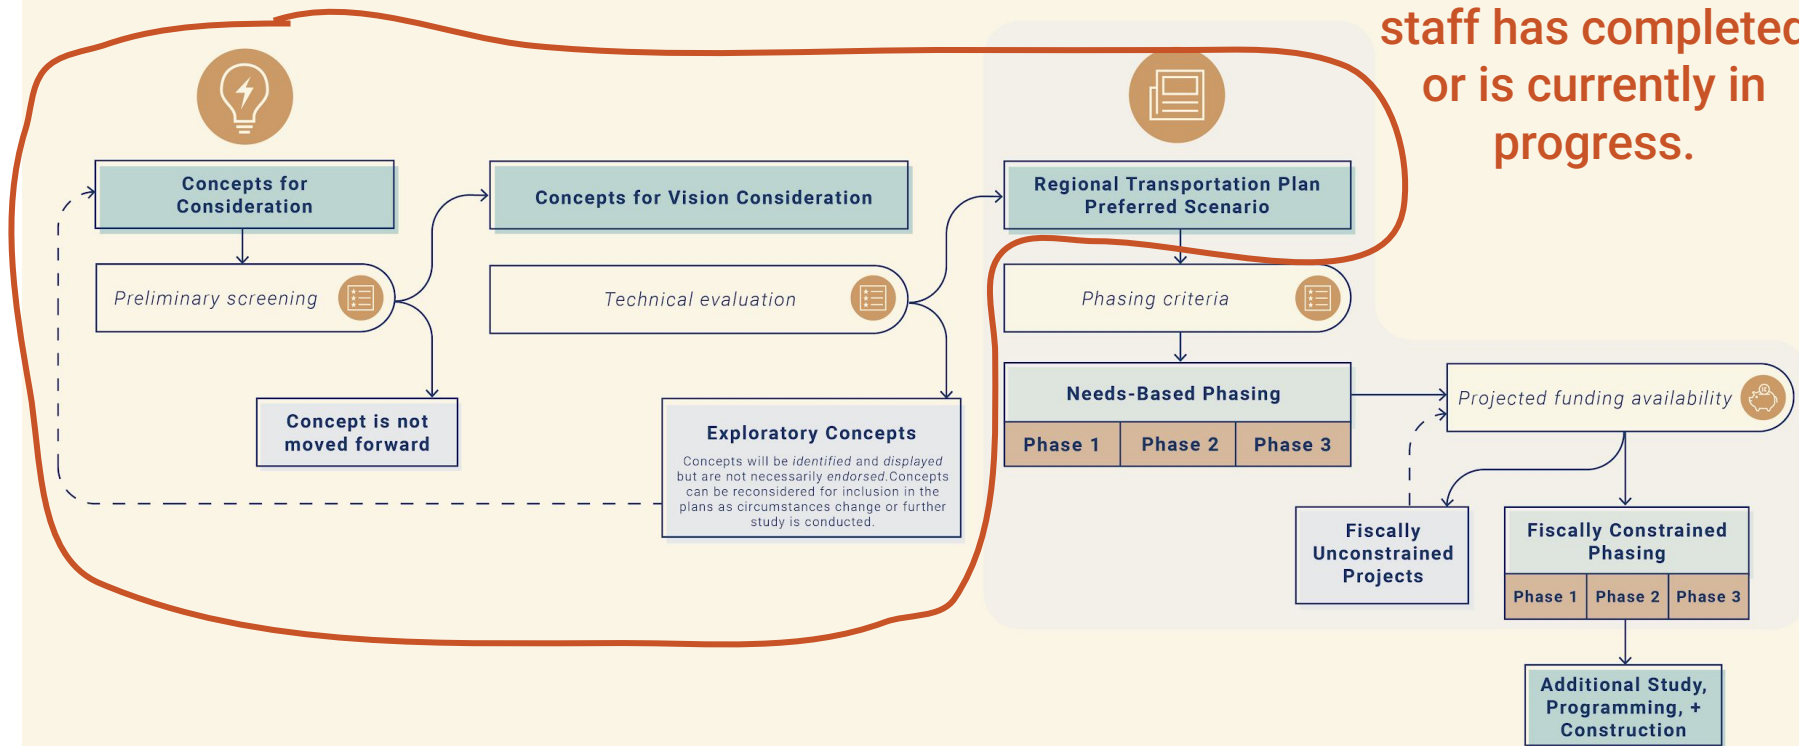 staff has completed
or is currently in
progress.
Concepts for
Consideration
Concepts for Vision Consideration
Regional Transportation Plan
Preferred Scenario
Preliminary screening
Technical evaluation
Phasing criteria
Concept is not
moved forward
Exploratory Concepts
Concepts will be identified and displayed
but are not necessarily endorsed.Concepts
can be reconsidered for inclusion in the
plans as circumstances change or further
study is conducted.
Needs-Based Phasing
Phase 1 Phase 2 Phase 3
Projected funding availability
Fiscally
Unconstrained
Projects
Fiscally Constrained
Phasing
Phase 1 Phase 2 Phase 3
Additional Study,
Programming, +
Construction